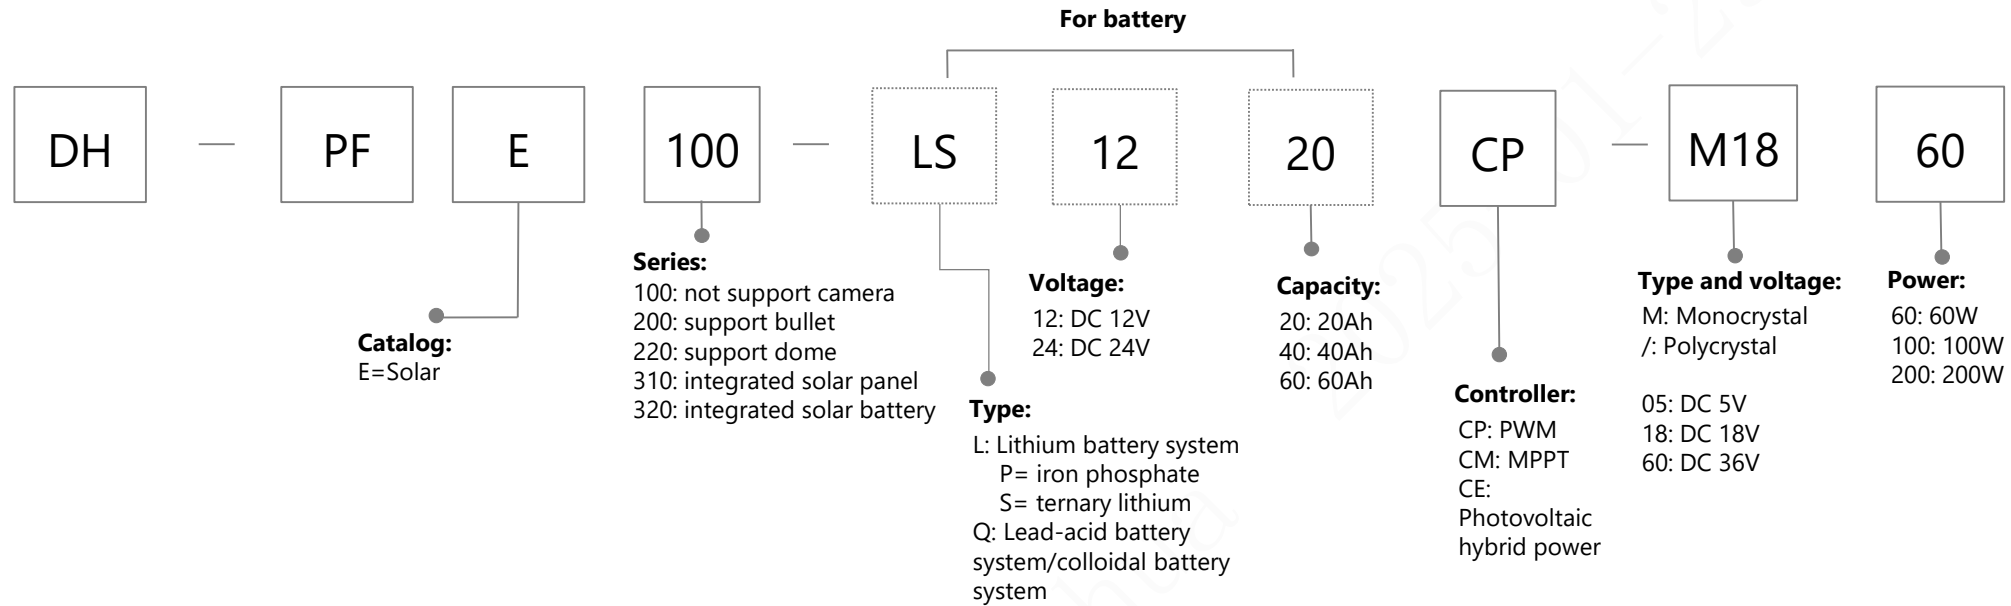 For battery
DH — PF E 100 — LS 12 20 CP — M18 60
Catalog:
E=Solar
Series:
100: not support camera
200: support bullet
220: support dome
310: integrated solar panel
320: integrated solar battery
Type:
L: Lithium battery system
P= iron phosphate
S= ternary lithium
Q: Lead-acid battery
system/colloidal battery
system
Voltage:
12: DC 12V
24: DC 24V
Capacity:
20: 20Ah
40: 40Ah
60: 60Ah
Controller:
CP: PWM
CM: MPPT
CE:
Photovoltaic
hybrid power
Type and voltage:
M: Monocrystal
/: Polycrystal
05: DC 5V
18: DC 18V
60: DC 36V
Power:
60: 60W
100: 100W
200: 200W